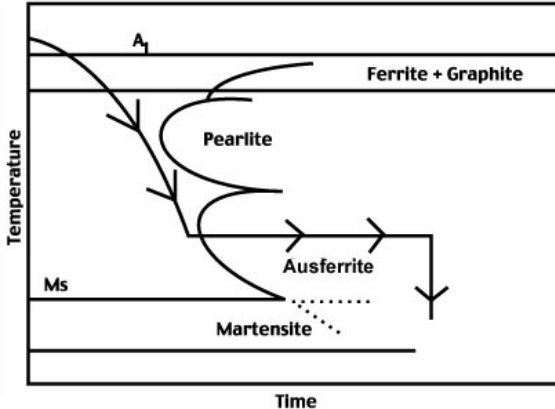 A1
Ferrite + Graphite
Pearlite
Temperature
Ausferrite
Ms
Martensite
Time